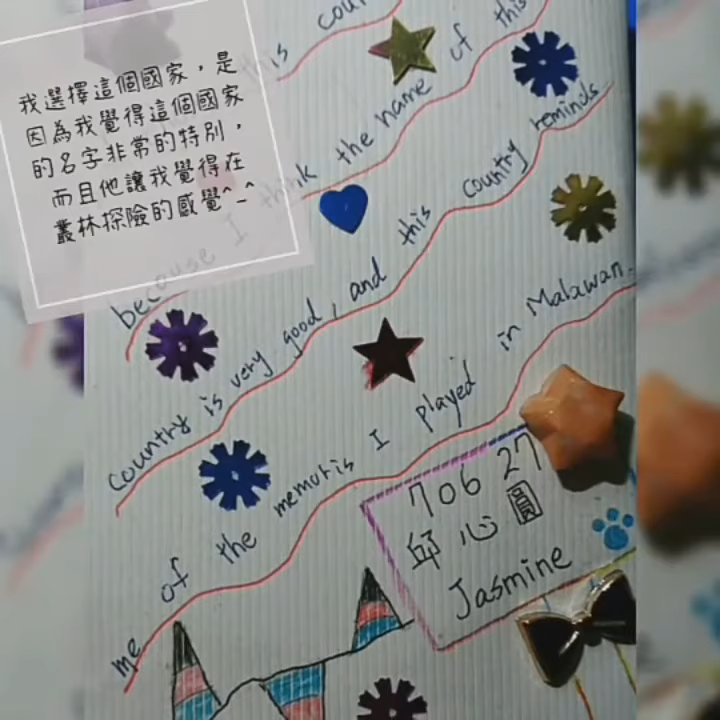 我選擇這個國家，是
因為我覺得這個國家
的名字非常的特別，
而且他讓我覺得在
叢林探險的感覺^_^
this cou
because I think the name of this
country is very good, and this country reminds
me of the memoris I played in Malawan.
706 27
邱心圓
Jasmine